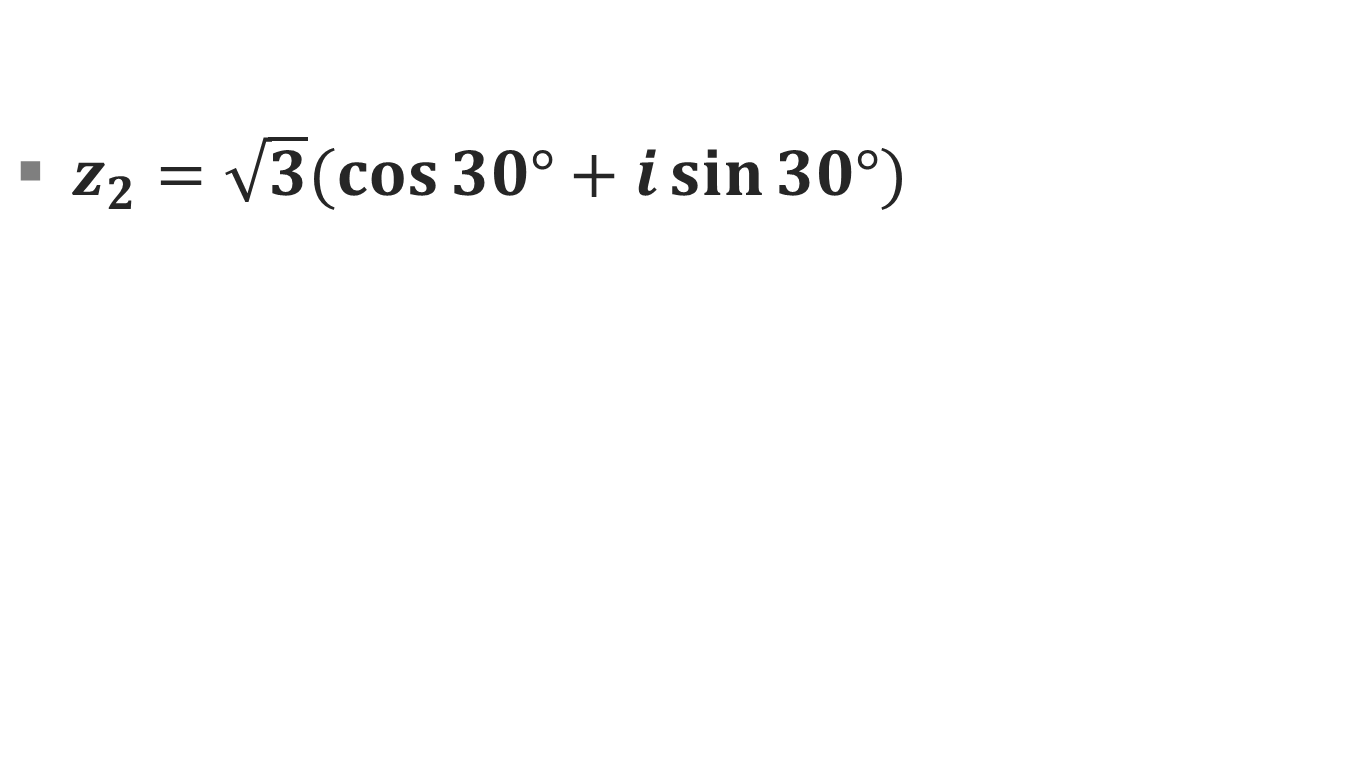 ▪ z₂ = √3(cos 30° + i sin 30°)